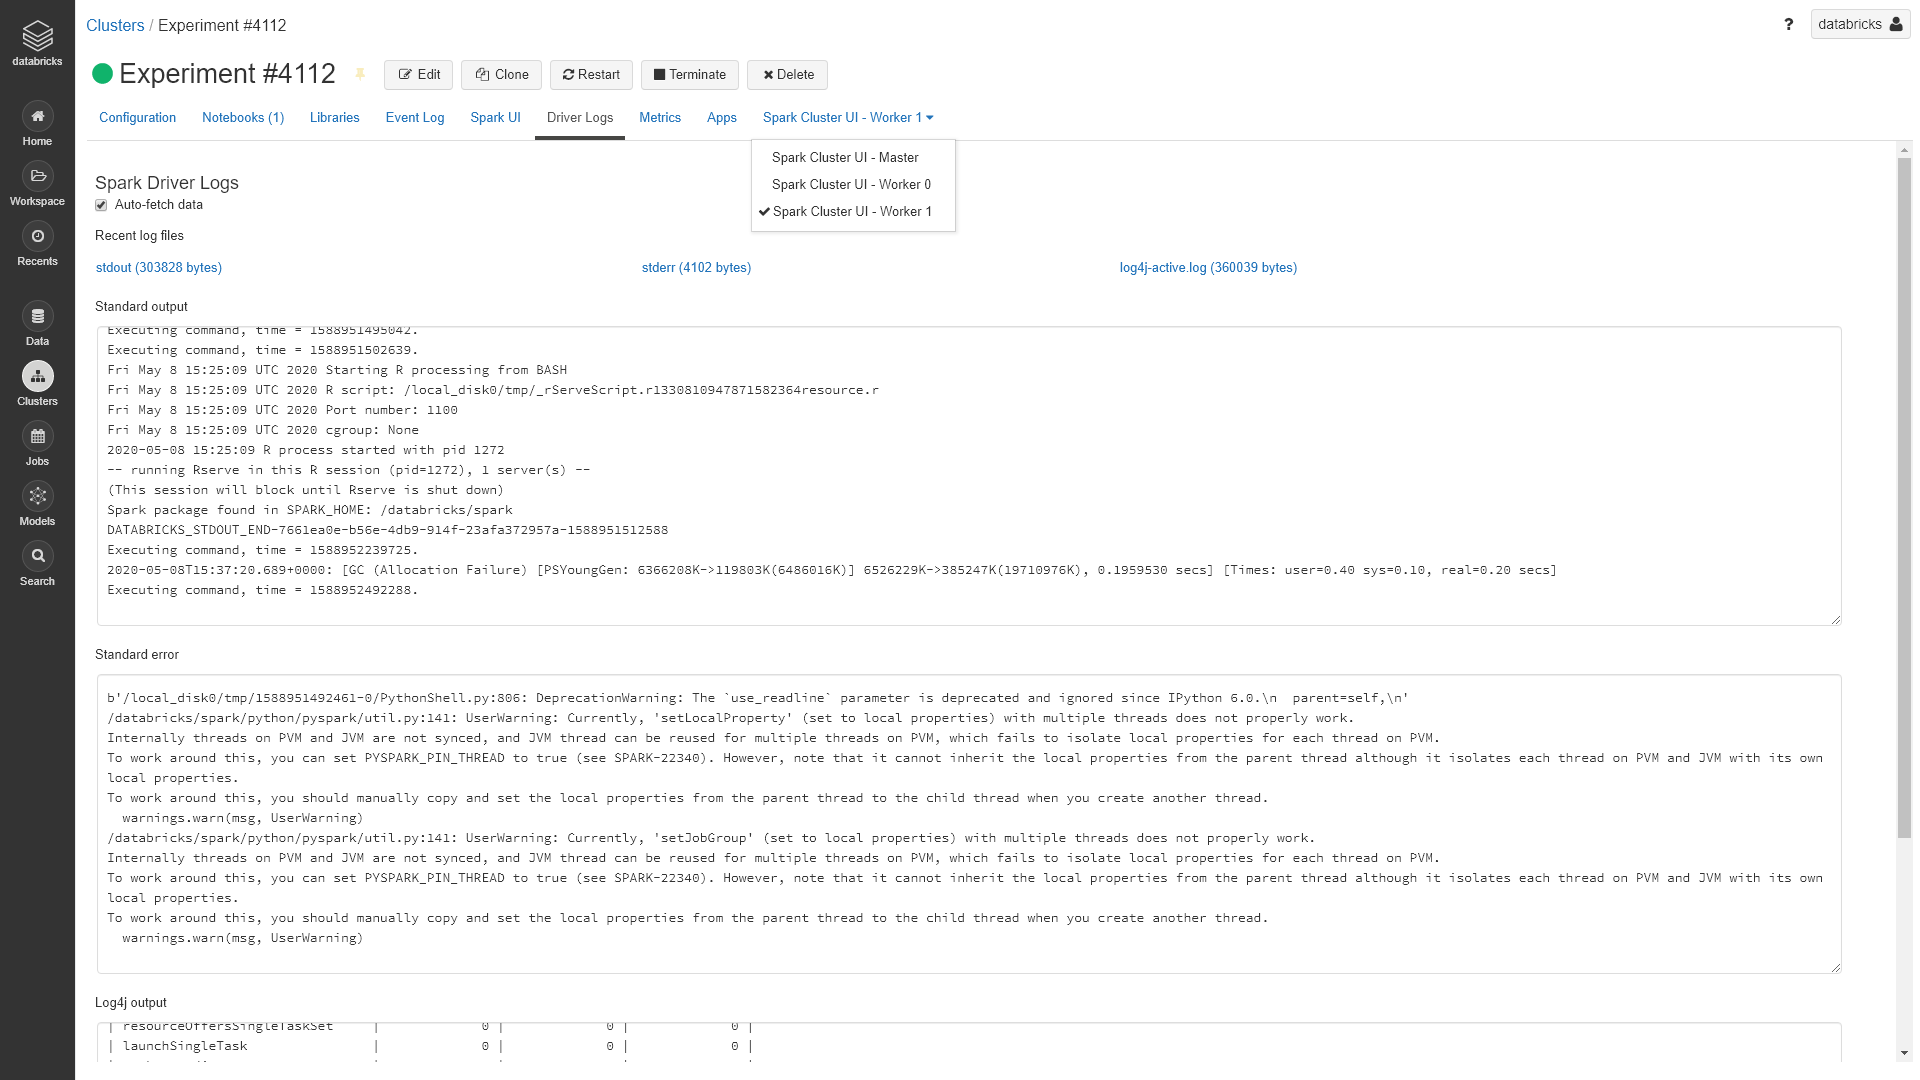 databricks
Home
Workspace
Recents
Data
Clusters
Jobs
Models
Search
Clusters / Experiment #4112
? databricks
Experiment #4112
Edit Clone Restart Terminate Delete
Configuration Notebooks (1) Libraries Event Log Spark UI Driver Logs Metrics Apps Spark Cluster UI - Worker 1
Spark Cluster UI - Master
Spark Cluster UI - Worker 0
Spark Cluster UI - Worker 1
Spark Driver Logs
Auto-fetch data
Recent log files
stdout (303828 bytes) stderr (4102 bytes) log4j-active.log (360039 bytes)
Standard output
Executing command, time = 1588951495042.
Executing command, time = 1588951502639.
Fri May 8 15:25:09 UTC 2020 Starting R processing from BASH
Fri May 8 15:25:09 UTC 2020 R script: /local_disk0/tmp/_rServeScript.r1330810947871582364resource.r
Fri May 8 15:25:09 UTC 2020 Port number: 1100
Fri May 8 15:25:09 UTC 2020 cgroup: None
2020-05-08 15:25:09 R process started with pid 1272
-- running Rserve in this R session (pid=1272), 1 server(s) --
(This session will block until Rserve is shut down)
Spark package found in SPARK_HOME: /databricks/spark
DATABRICKS_STDOUT_END-7661ea0e-b56e-4db9-914f-23afa372957a-1588951512588
Executing command, time = 1588952239725.
2020-05-08T15:37:20.689+0000: [GC (Allocation Failure) [PSYoungGen: 6366208K->119803K(6486016K)] 6526229K->385247K(19710976K), 0.1959530 secs] [Times: user=0.40 sys=0.10, real=0.20 secs]
Executing command, time = 1588952492288.
Standard error
b'/local_disk0/tmp/1588951492461-0/PythonShell.py:806: DeprecationWarning: The `use_readline` parameter is deprecated and ignored since IPython 6.0.\n  parent=self,\n'
/databricks/spark/python/pyspark/util.py:141: UserWarning: Currently, 'setLocalProperty' (set to local properties) with multiple threads does not properly work.
Internally threads on PVM and JVM are not synced, and JVM thread can be reused for multiple threads on PVM, which fails to isolate local properties for each thread on PVM.
To work around this, you can set PYSPARK_PIN_THREAD to true (see SPARK-22340). However, note that it cannot inherit the local properties from the parent thread although it isolates each thread on PVM and JVM with its own
local properties.
To work around this, you should manually copy and set the local properties from the parent thread to the child thread when you create another thread.
warnings.warn(msg, UserWarning)
/databricks/spark/python/pyspark/util.py:141: UserWarning: Currently, 'setJobGroup' (set to local properties) with multiple threads does not properly work.
Internally threads on PVM and JVM are not synced, and JVM thread can be reused for multiple threads on PVM, which fails to isolate local properties for each thread on PVM.
To work around this, you can set PYSPARK_PIN_THREAD to true (see SPARK-22340). However, note that it cannot inherit the local properties from the parent thread although it isolates each thread on PVM and JVM with its own
local properties.
To work around this, you should manually copy and set the local properties from the parent thread to the child thread when you create another thread.
warnings.warn(msg, UserWarning)
Log4j output
| resourceOffersSingleTaskSet | 0 | 0 | 0 |
| launchSingleTask | 0 | 0 | 0 |